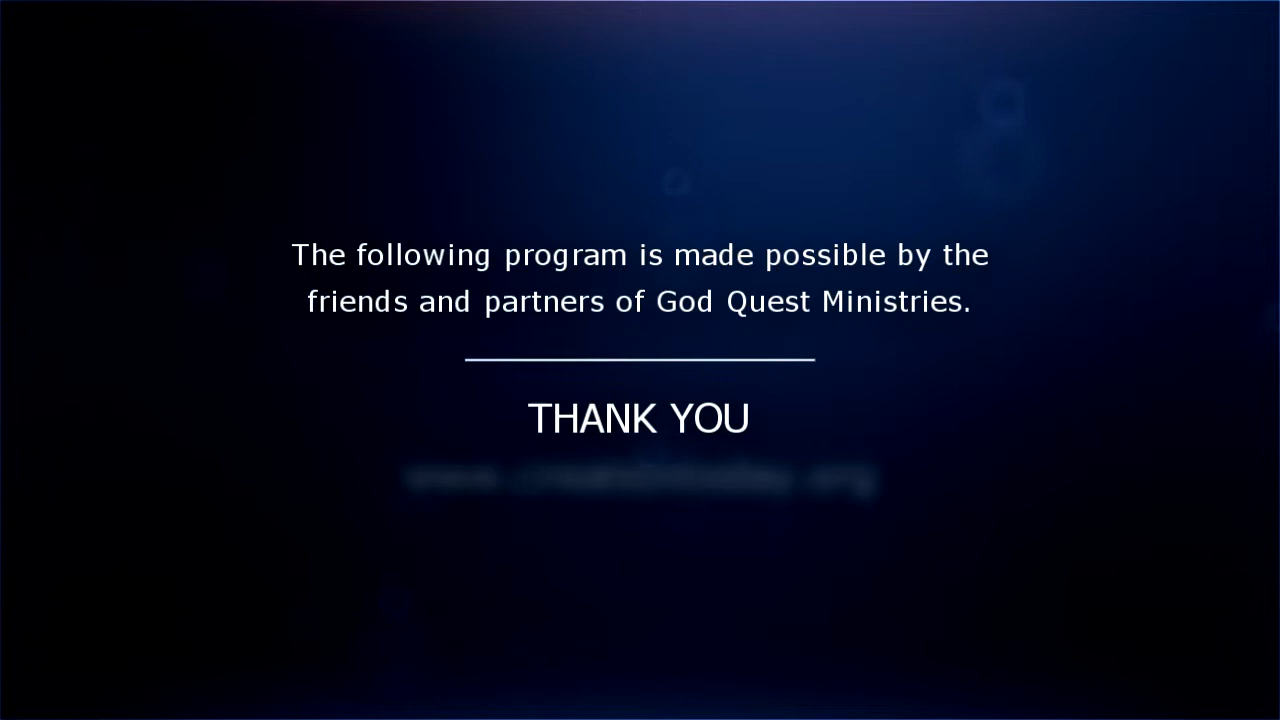 The following program is made possible by the
friends and partners of God Quest Ministries.
THANK YOU